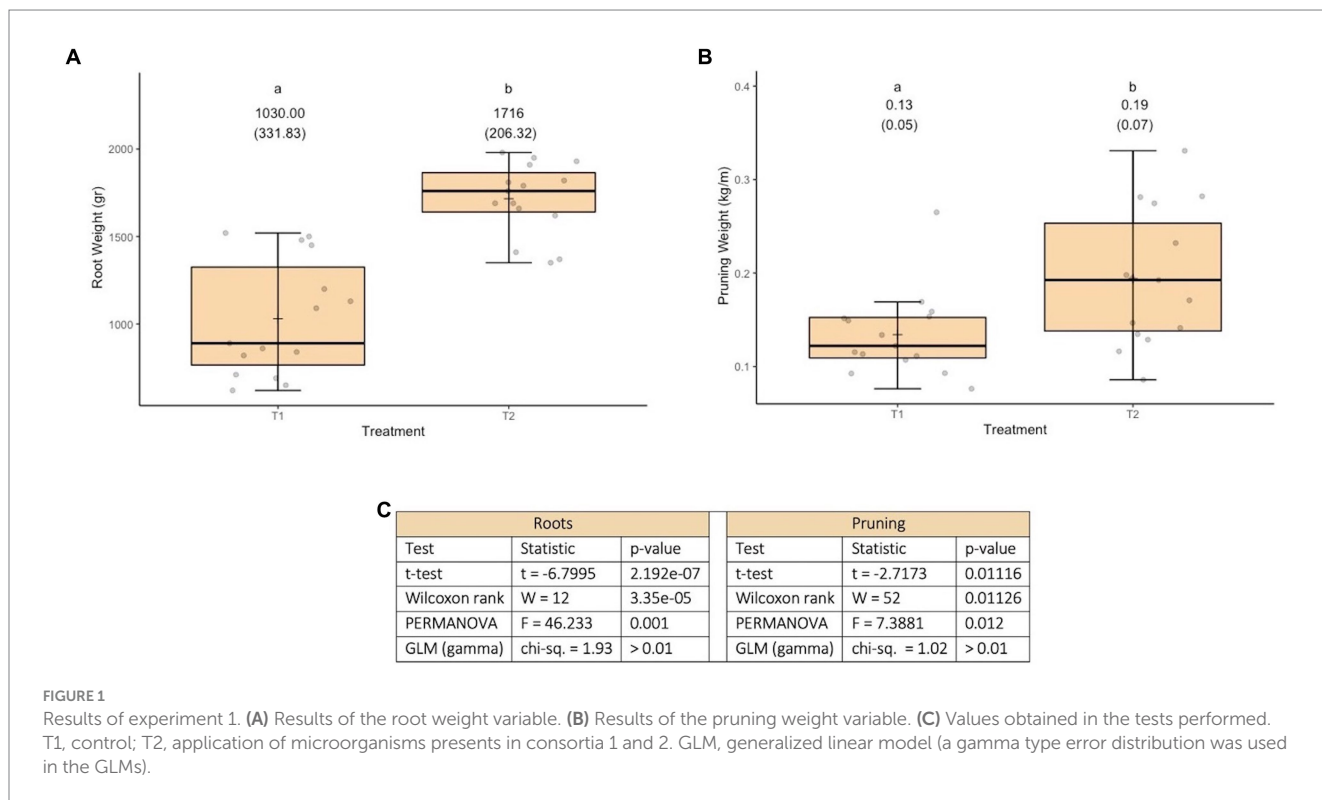 A
a
1030.00
(331.83)
b
1716
(206.32)
2000
1500
1000
Root Weight (gr)
T1
T2
Treatment
B
a
0.13
(0.05)
b
0.19
(0.07)
0.4
0.3
0.2
0.1
Pruning Weight (kg/m)
T1
T2
Treatment
C
Roots
Test Statistic p-value
t-test t = -6.7995 2.192e-07
Wilcoxon rank W = 12 3.35e-05
PERMANOVA F = 46.233 0.001
GLM (gamma) chi-sq. = 1.93 > 0.01
Pruning
Test Statistic p-value
t-test t = -2.7173 0.01116
Wilcoxon rank W = 52 0.01126
PERMANOVA F = 7.3881 0.012
GLM (gamma) chi-sq. = 1.02 > 0.01
FIGURE 1
Results of experiment 1. (A) Results of the root weight variable. (B) Results of the pruning weight variable. (C) Values obtained in the tests performed.
T1, control; T2, application of microorganisms presents in consortia 1 and 2. GLM, generalized linear model (a gamma type error distribution was used
in the GLMs).